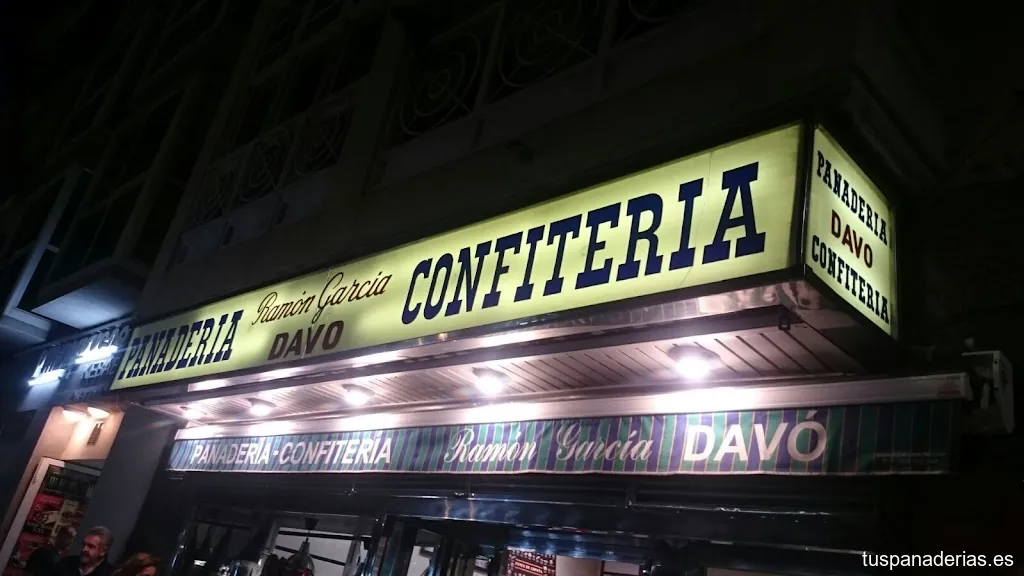 PANADERIA Ramón García DAVO CONFITERIA
PANADERIA DAVO CONFITERIA
PANADERIA-CONFITERIA Ramón García DAVÓ
tuspanaderias.es